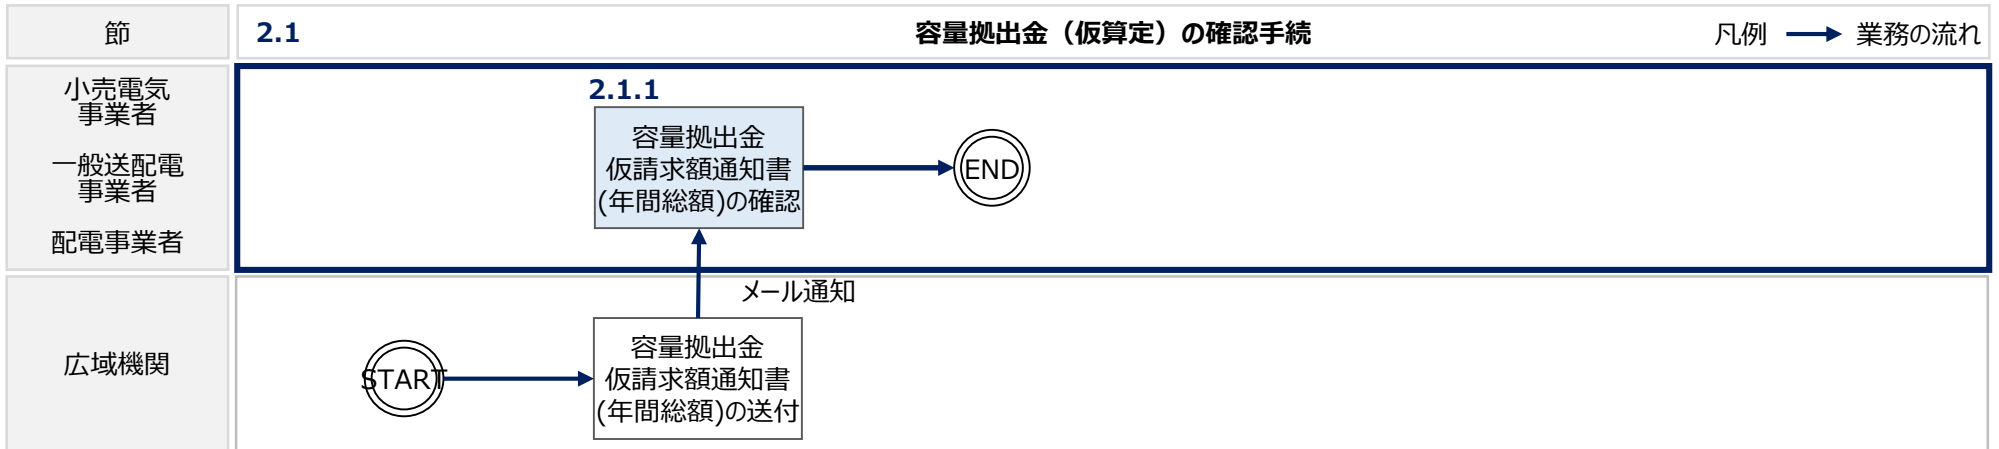 節
2.1
容量拠出金（仮算定）の確認手続
凡例
業務の流れ
小売電気
事業者
一般送配電
事業者
配電事業者
2.1.1
容量拠出金
仮請求額通知書
(年間総額)の確認
END
メール通知
広域機関
START
容量拠出金
仮請求額通知書
(年間総額)の送付